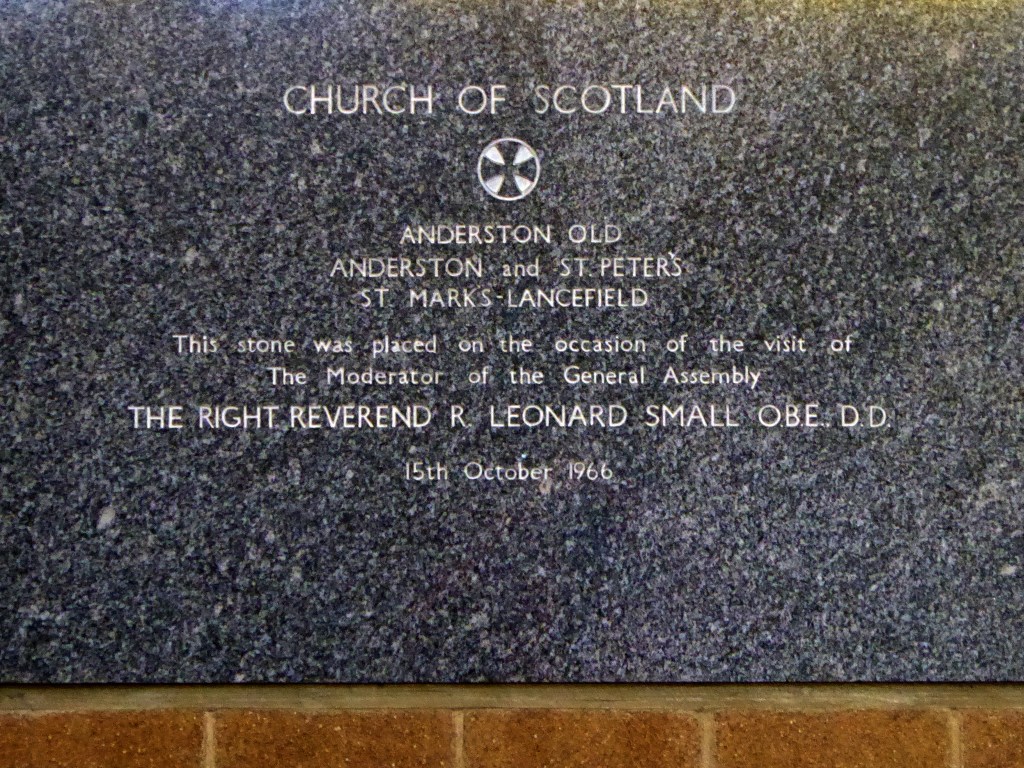 CHURCH OF SCOTLAND
ANDERSTON OLD
ANDERSTON and ST. PETER'S
ST. MARK'S-LANCEFIELD
This stone was placed on the occasion of the visit of
The Moderator of the General Assembly
THE RIGHT REVEREND R. LEONARD SMALL O.B.E. D.D.
15th October 1966